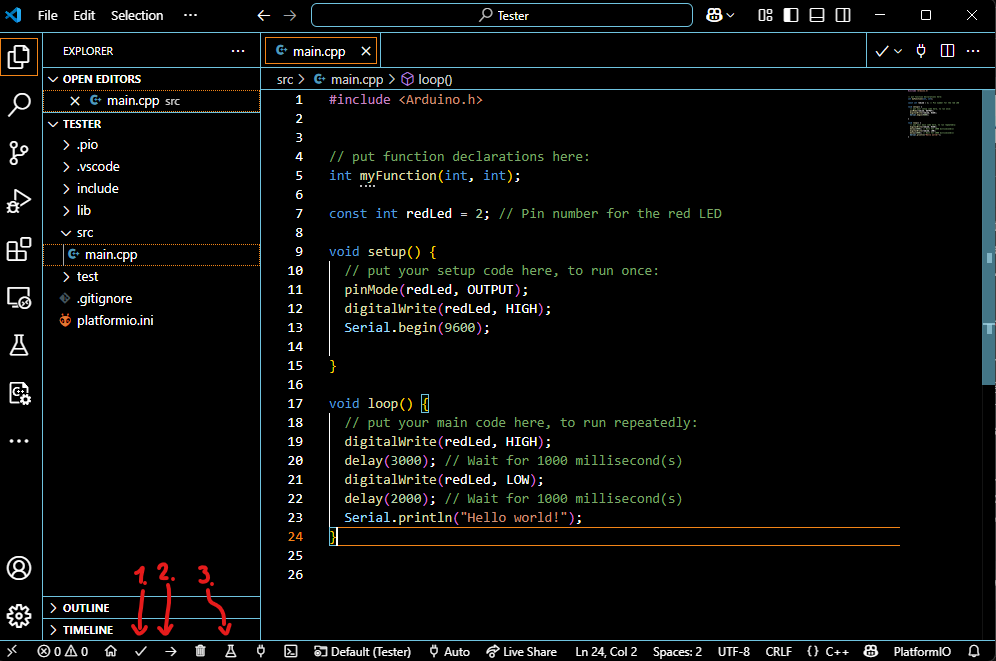 File Edit Selection ··· Tester
EXPLORER ···
OPEN EDITORS
main.cpp src
TESTER
.pio
.vscode
include
lib
src
main.cpp
test
.gitignore
platformio.ini
OUTLINE
TIMELINE
1. 2. 3.
main.cpp
src > main.cpp > loop()
1 #include <Arduino.h>
2
3
4 // put function declarations here:
5 int myFunction(int, int);
6
7 const int redLed = 2; // Pin number for the red LED
8
9 void setup() {
10 // put your setup code here, to run once:
11 pinMode(redLed, OUTPUT);
12 digitalWrite(redLed, HIGH);
13 Serial.begin(9600);
14
15 }
16
17 void loop() {
18 // put your main code here, to run repeatedly:
19 digitalWrite(redLed, HIGH);
20 delay(3000); // Wait for 1000 millisecond(s)
21 digitalWrite(redLed, LOW);
22 delay(2000); // Wait for 1000 millisecond(s)
23 Serial.println("Hello world!");
24 }
25
26
0 0 Default (Tester) Auto Live Share Ln 24, Col 2 Spaces: 2 UTF-8 CRLF {} C++ PlatformIO